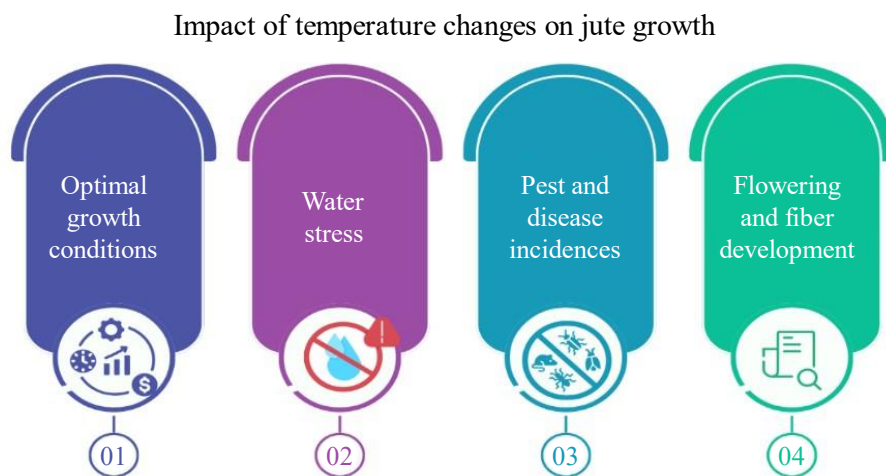 Impact of temperature changes on jute growth
Optimal
growth
conditions
Water
stress
Pest and
disease
incidences
Flowering
and fiber
development
$
01
02
03
04